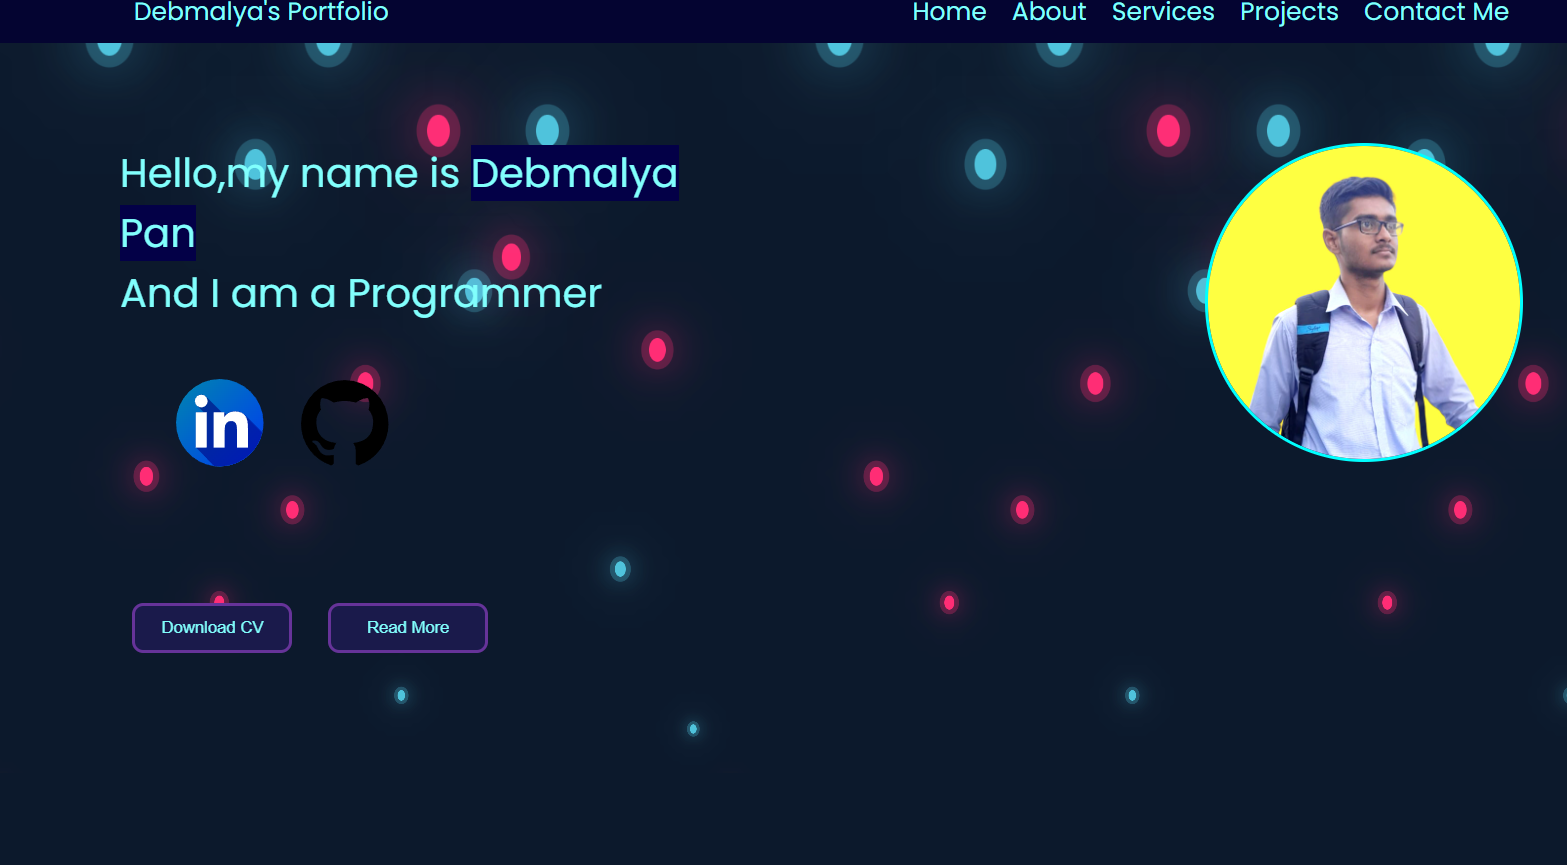 Debmalya's Portfolio
Home About Services Projects Contact Me
Hello,my name is Debmalya
Pan
And I am a Programmer
in
Download CV
Read More